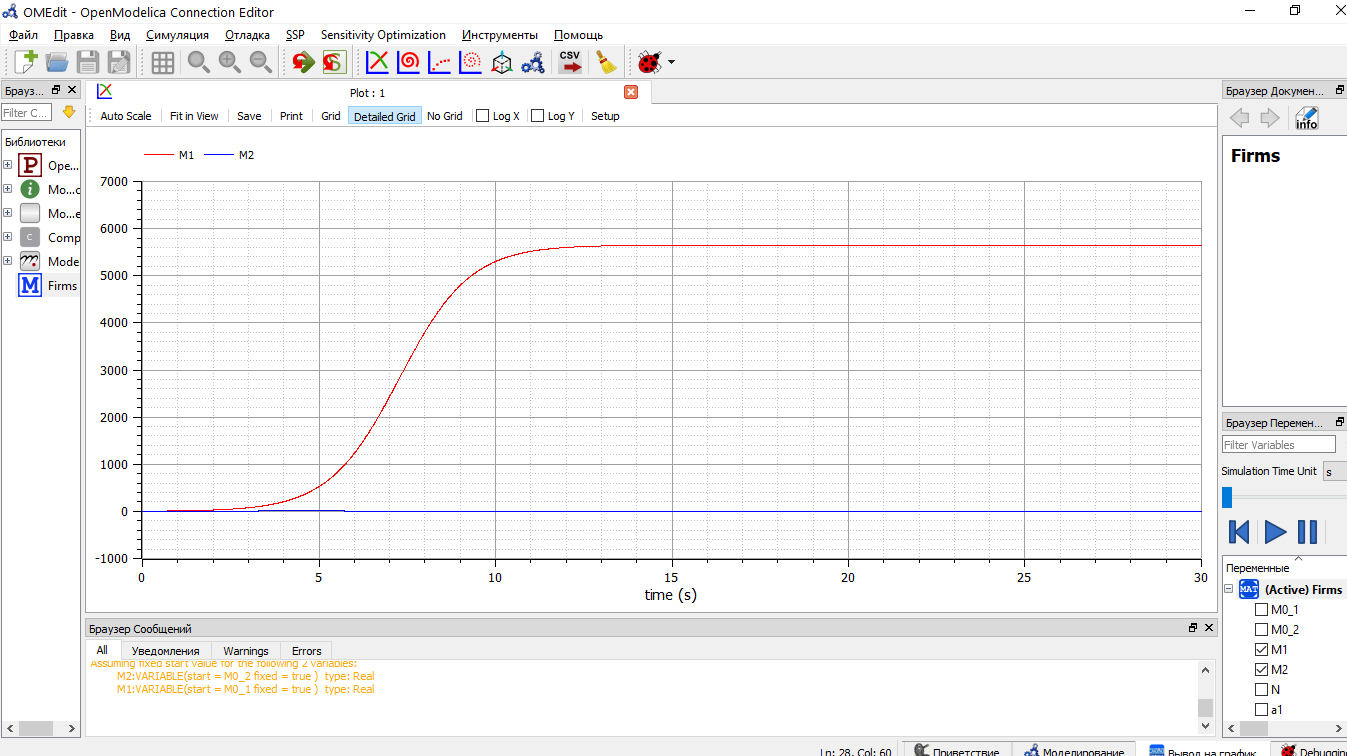 OMEdit - OpenModelica Connection Editor
Файл Правка Вид Симуляция Отладка SSP Sensitivity Optimization Инструменты Помощь
CSV
Брауз...
Filter C...
Библиотеки
P Ope...
i Mo...c
Mo...e
C Comp
Mode
M Firms
Plot : 1
Auto Scale Fit in View Save Print Grid Detailed Grid No Grid Log X Log Y Setup
M1 M2
7000
6000
5000
4000
3000
2000
1000
0
-1000
0 5 10 15 20 25 30
time (s)
Браузер Сообщений
All Уведомления Warnings Errors
Assuming fixed start value for the following 2 variables:
M2:VARIABLE(start = M0_2 fixed = true ) type: Real
M1:VARIABLE(start = M0_1 fixed = true ) type: Real
Браузер Докумен...
info
Firms
Браузер Перемен...
Filter Variables
Simulation Time Unit s
Переменные
MAT (Active) Firms
M0_1
M0_2
M1
M2
N
a1
Ln: 28, Col: 60 Приветствие Моделирование Вывод на график Debugging